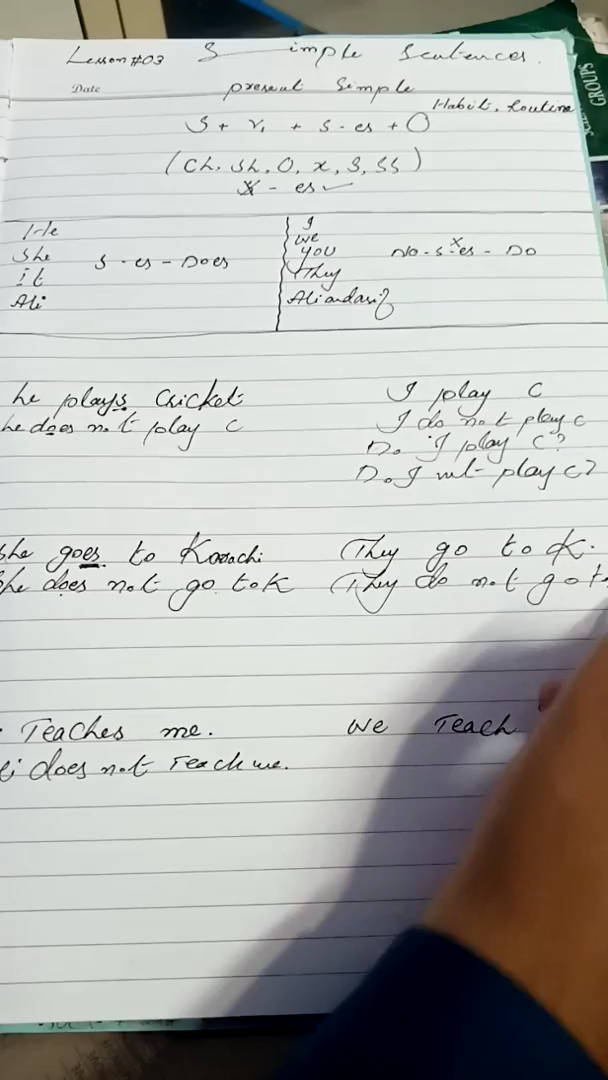 Lesson #03 Simple Sentences.
Date present Simple
Habit, Routine
S + V1 + s-es + O
(Ch, Sh, O, x, S, SS)
es ✓
He
She S-es - Does
it
Ali
I
we
you No-s-es - Do
They
Ali and asif
he plays Cricket
he does not play C
I play C
I do not play C
Do I play C?
Do I not play C?
she goes to Karachi They go to K.
She does not go to K They do not go to
Teaches me. we Teach
does not Teach me.
GROUPS